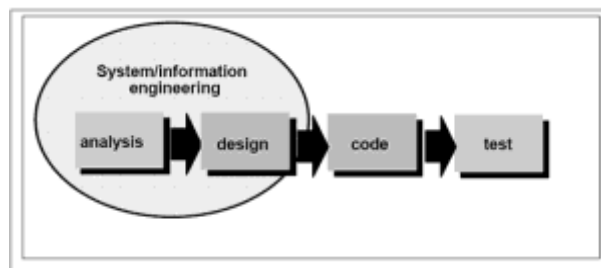 System/information
engineering
analysis
design
code
test